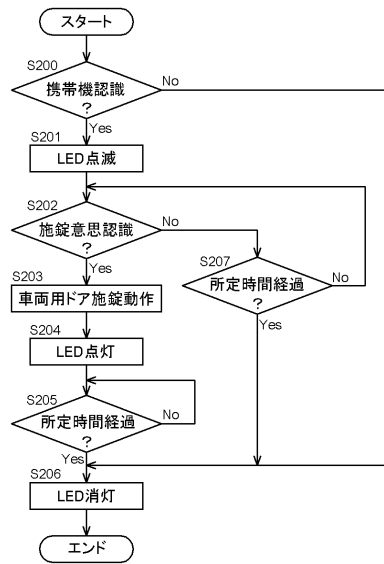 スタート
S200
携帯機認識
?
No
Yes
S201
LED点滅
S202
施錠意思認識
?
No
Yes
S207
所定時間経過
?
No
Yes
S203
車両用ドア施錠動作
S204
LED点灯
S205
所定時間経過
?
No
Yes
S206
LED消灯
エンド